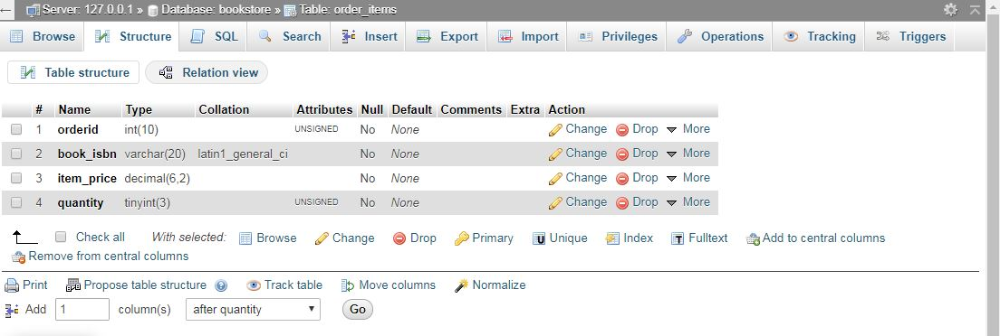 Server: 127.0.0.1 » Database: bookstore » Table: order_items
Browse Structure SQL Search Insert Export Import Privileges Operations Tracking Triggers
Table structure Relation view
# Name Type Collation Attributes Null Default Comments Extra Action
1 orderid int(10) UNSIGNED No None Change Drop More
2 book_isbn varchar(20) latin1_general_ci No None Change Drop More
3 item_price decimal(6,2) No None Change Drop More
4 quantity tinyint(3) UNSIGNED No None Change Drop More
Check all With selected: Browse Change Drop Primary Unique Index Fulltext Add to central columns
Remove from central columns
Print Propose table structure Track table Move columns Normalize
Add 1 column(s) after quantity Go